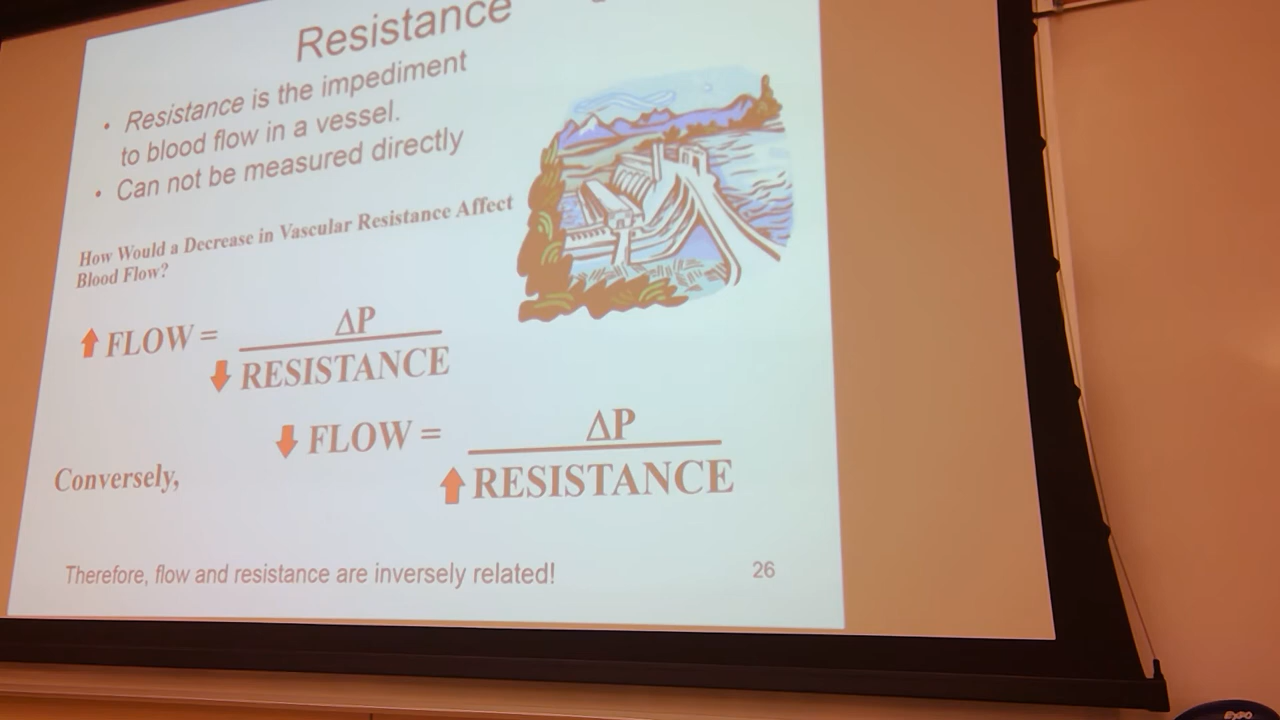 Resistance
• Resistance is the impediment
to blood flow in a vessel.
• Can not be measured directly
How Would a Decrease in Vascular Resistance Affect
Blood Flow?
⬆ FLOW = ΔP
⬇ RESISTANCE
⬇ FLOW = ΔP
Conversely,
⬆ RESISTANCE
Therefore, flow and resistance are inversely related!
26